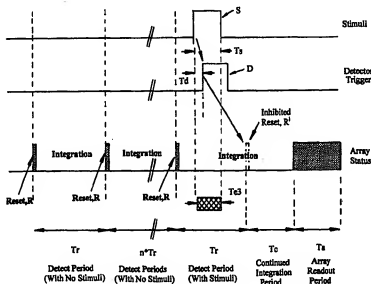 S
Stimuli
Ts
Td
D
Detector
Trigger
Inhibited
Reset, R'
Integration
Integration
Integration
Array
Status
Reset,R
Reset,R
Reset,R
Te3
Tr
n*Tr
Tr
Tc
Ta
Detect Period
(With No Stimuli)
Detect Periods
(With No Stimuli)
Detect Period
(With Stimuli)
Continued
Integration
Period
Array
Readout
Period